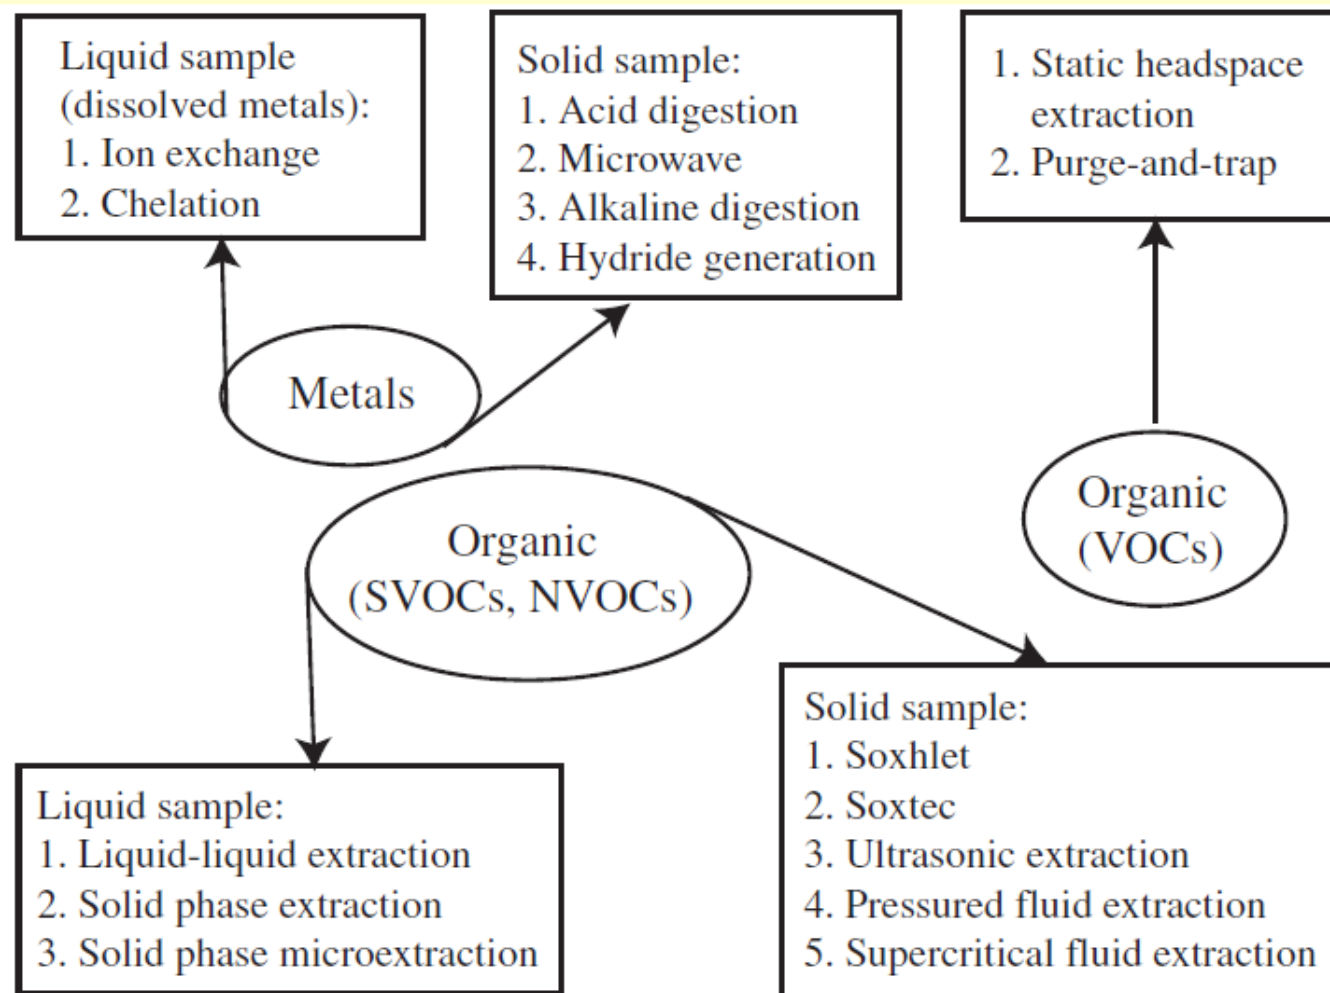 Liquid sample
(dissolved metals):
1. Ion exchange
2. Chelation
Solid sample:
1. Acid digestion
2. Microwave
3. Alkaline digestion
4. Hydride generation
1. Static headspace
extraction
2. Purge-and-trap
Metals
Organic
(SVOCs, NVOCs)
Organic
(VOCs)
Liquid sample:
1. Liquid-liquid extraction
2. Solid phase extraction
3. Solid phase microextraction
Solid sample:
1. Soxhlet
2. Soxtec
3. Ultrasonic extraction
4. Pressured fluid extraction
5. Supercritical fluid extraction